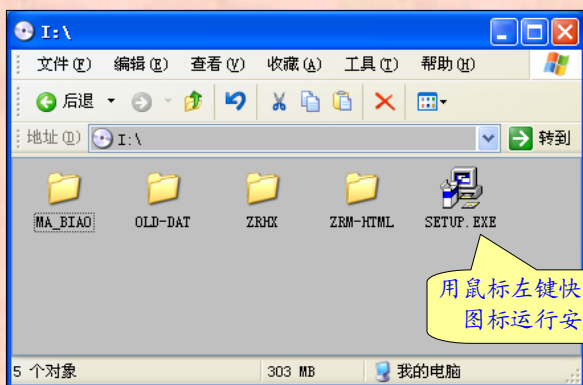 I:\
文件(F) 编辑(E) 查看(V) 收藏(A) 工具(T) 帮助(H)
后退
地址(D) I:\ 转到
MA_BIAO OLD-DAT ZRHX ZRM-HTML SETUP.EXE
用鼠标左键快
图标运行安
5 个对象 303 MB 我的电脑